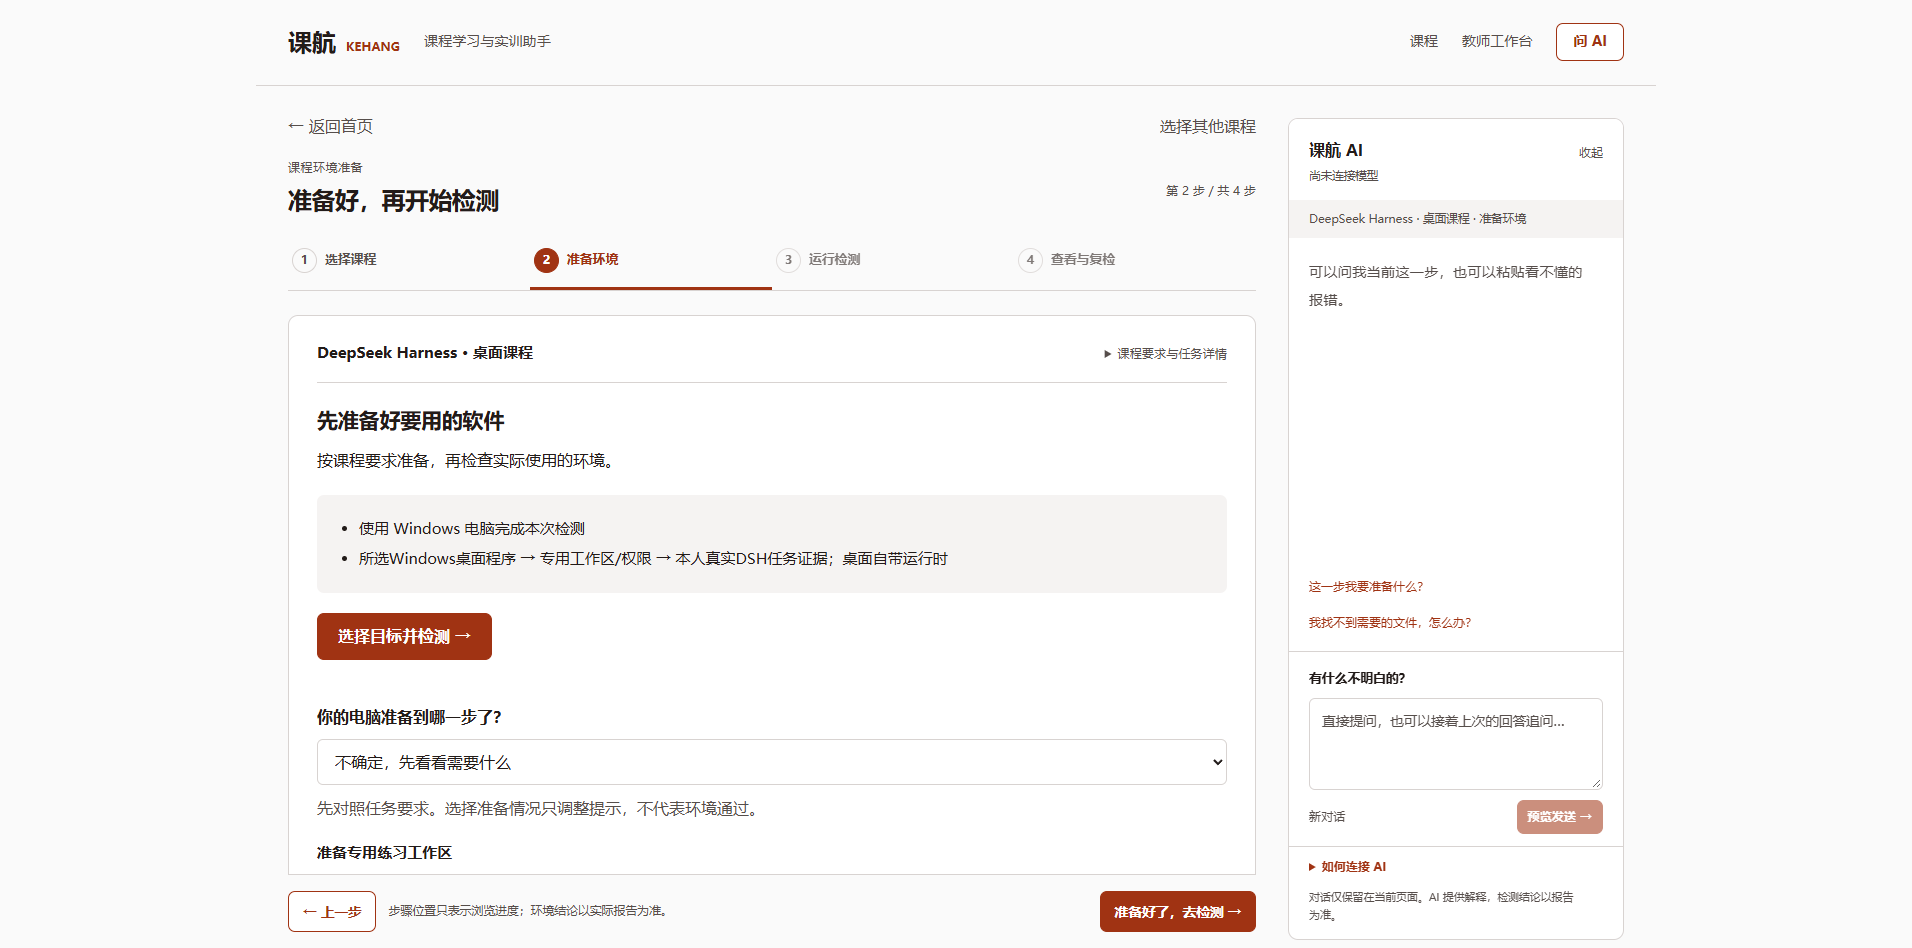 课航 KEHANG 课程学习与实训助手
课程 教师工作台 问 AI
← 返回首页
选择其他课程
课程环境准备
准备好，再开始检测
第 2 步 / 共 4 步
1 选择课程
2 准备环境
3 运行检测
4 查看与复检
DeepSeek Harness • 桌面课程
▶ 课程要求与任务详情
先准备好要用的软件
按课程要求准备，再检查实际使用的环境。
• 使用 Windows 电脑完成本次检测
• 所选Windows桌面程序 → 专用工作区/权限 → 本人真实DSH任务证据；桌面自带运行时
选择目标并检测 →
你的电脑准备到哪一步了？
不确定，先看看需要什么
先对照任务要求。选择准备情况只调整提示，不代表环境通过。
准备专用练习工作区
← 上一步
步骤位置只表示浏览进度；环境结论以实际报告为准。
准备好了，去检测 →
课航 AI
收起
尚未连接模型
DeepSeek Harness · 桌面课程 · 准备环境
可以问我当前这一步，也可以粘贴看不懂的
报错。
这一步我要准备什么？
我找不到需要的文件，怎么办？
有什么不明白的？
直接提问，也可以接着上次的回答追问...
新对话
预览发送 →
▶ 如何连接 AI
对话仅保留在当前页面。AI 提供解释，检测结论以报告
为准。